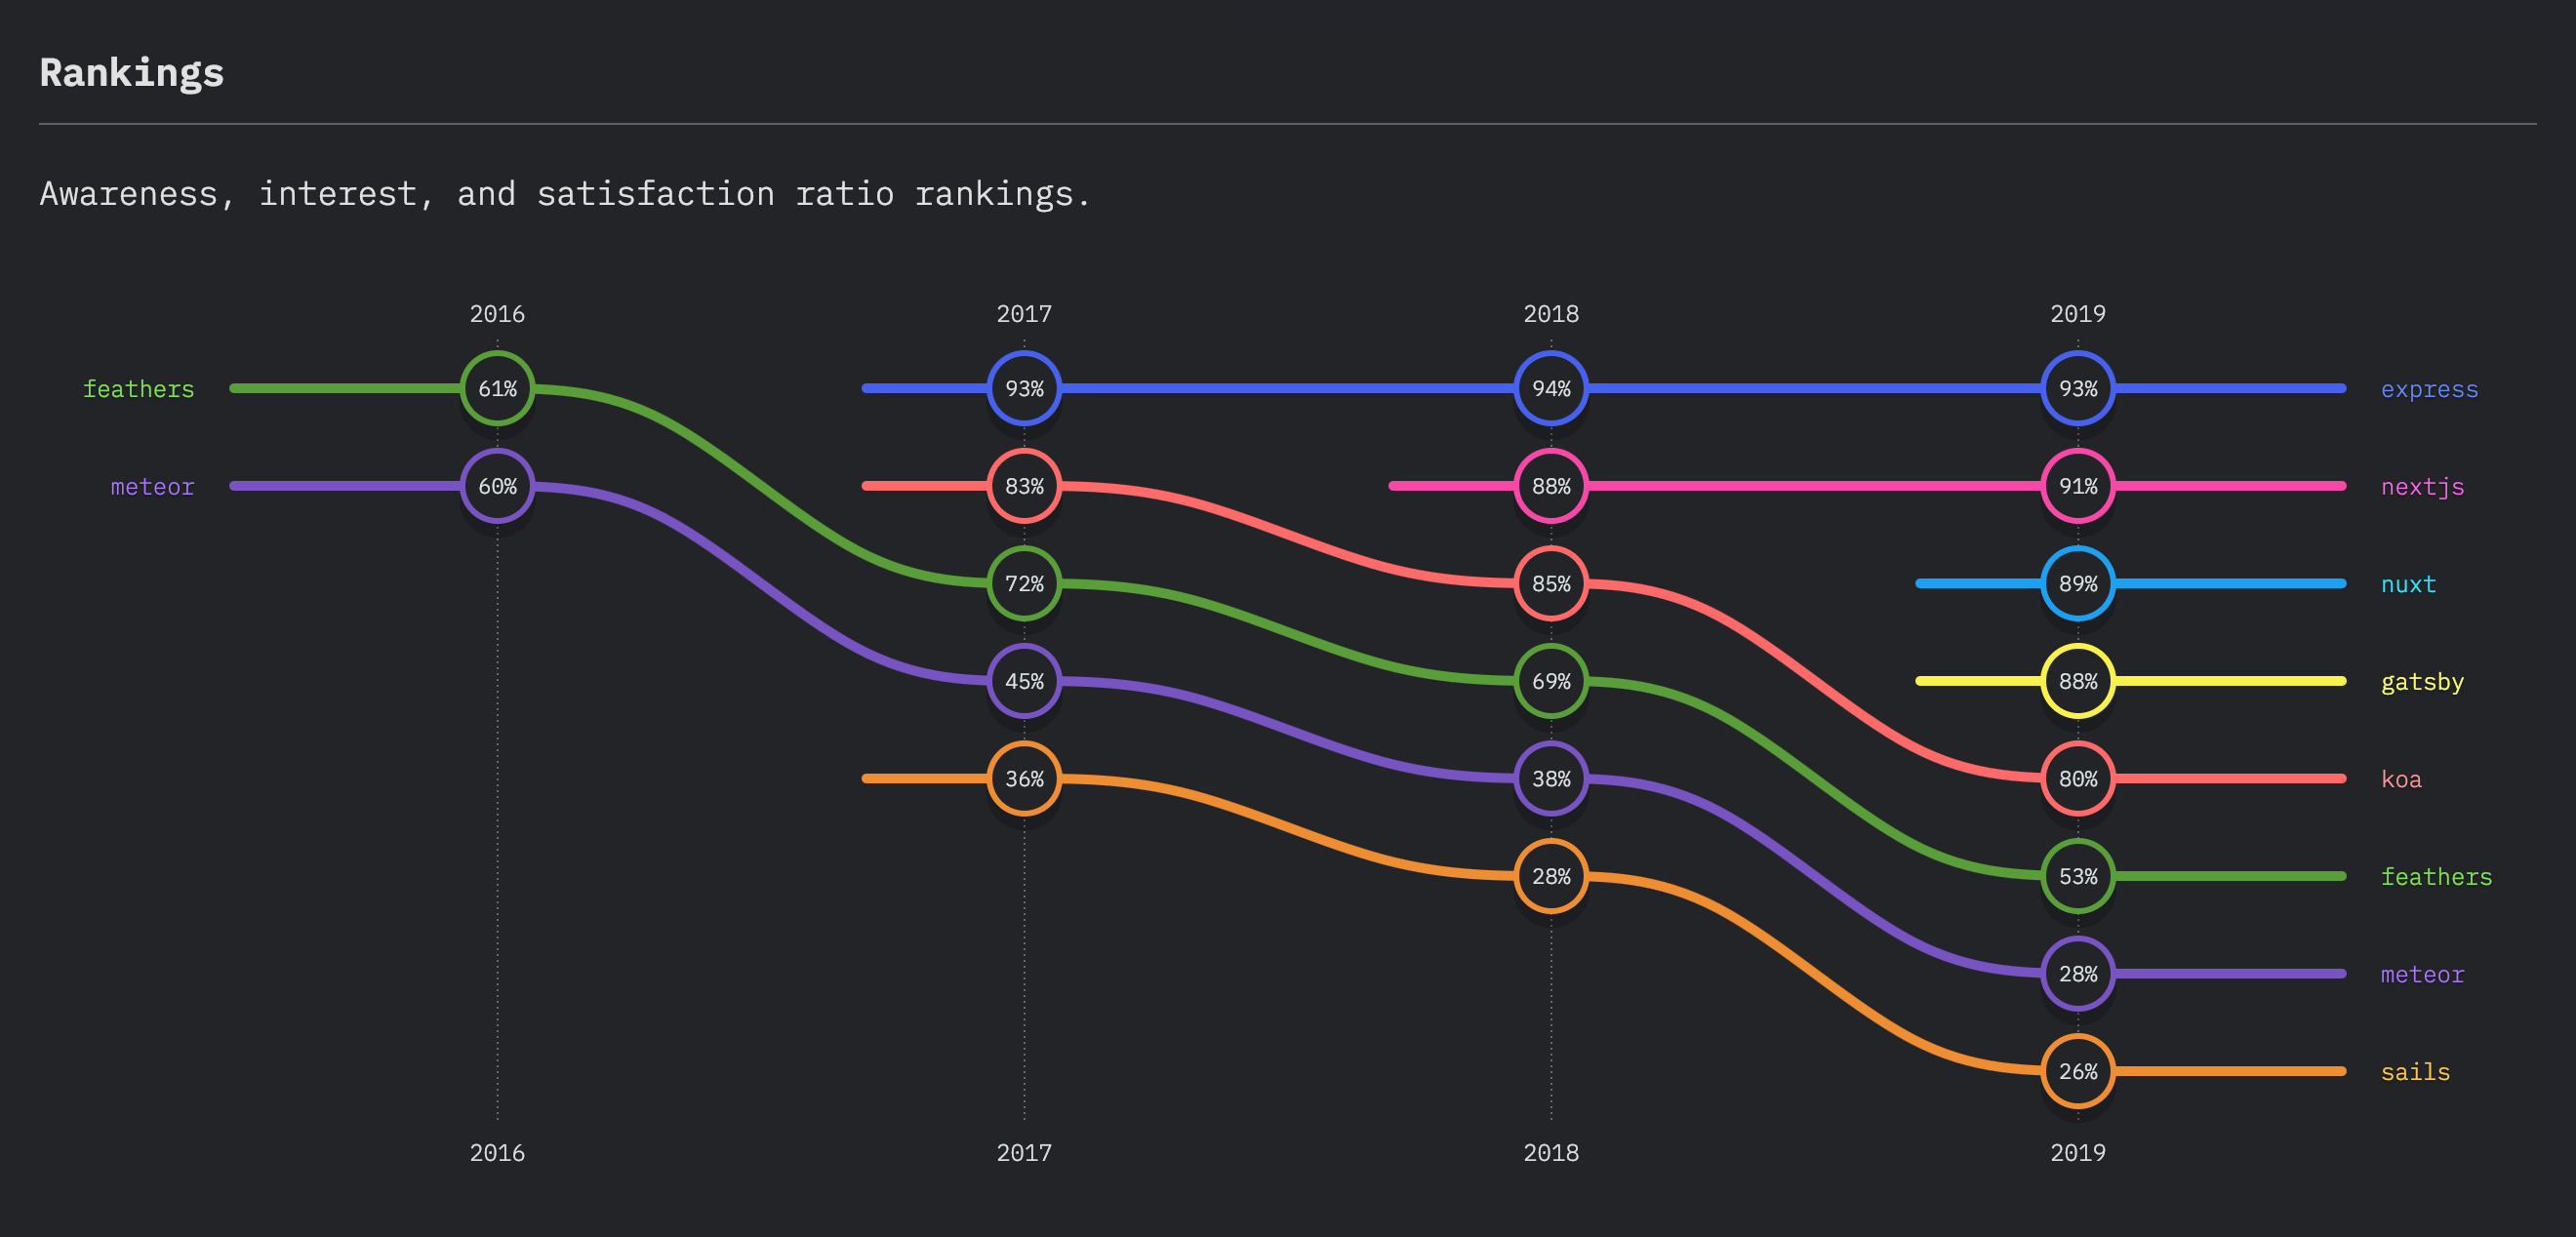 Rankings
Awareness, interest, and satisfaction ratio rankings.
2016 2017 2018 2019
feathers 61% 93% 94% 93% express
meteor 60% 83% 88% 91% nextjs
72% 85% 89% nuxt
45% 69% 88% gatsby
36% 38% 80% koa
28% 53% feathers
28% meteor
26% sails
2016 2017 2018 2019